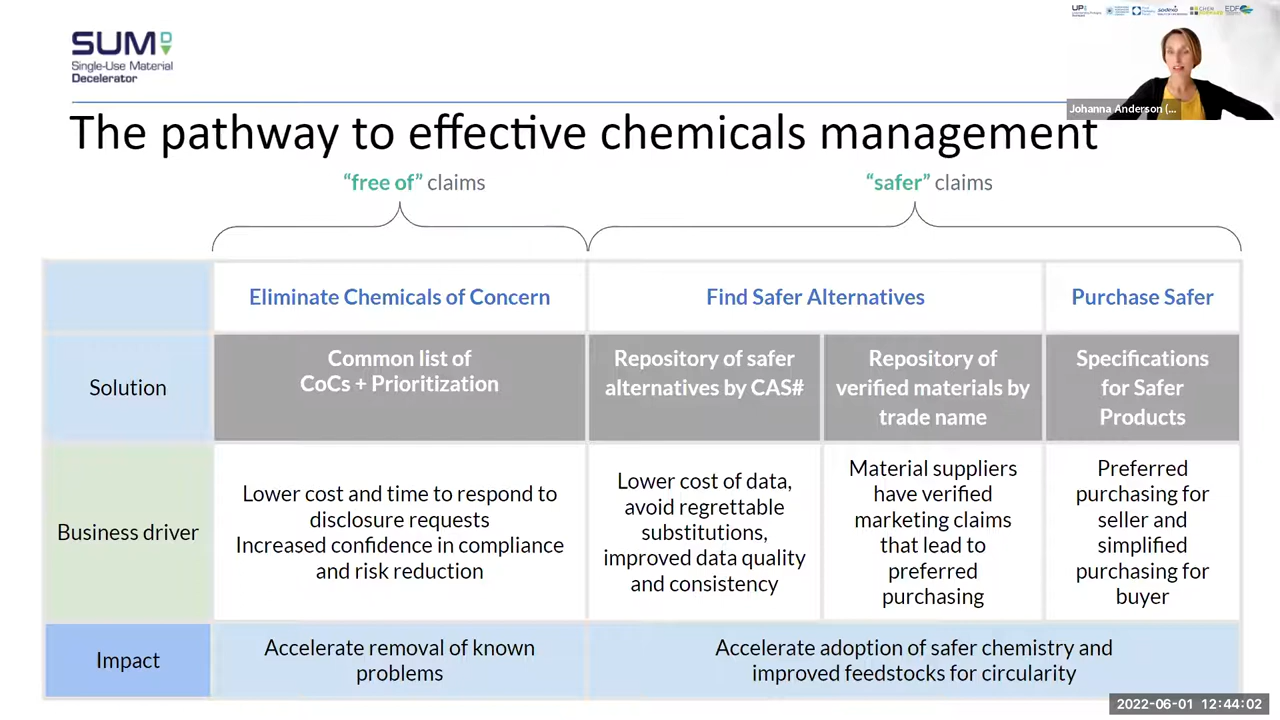 SUMD
Single-Use Material
Decelerator
UP
sodexo
CHEM
FORWARD
EDF
Johanna Anderson (...
The pathway to effective chemicals management
“free of” claims
“safer” claims
Eliminate Chemicals of Concern
Find Safer Alternatives
Purchase Safer
Solution
Common list of
CoCs + Prioritization
Repository of safer
alternatives by CAS#
Repository of
verified materials by
trade name
Specifications
for Safer
Products
Business driver
Lower cost and time to respond to
disclosure requests
Increased confidence in compliance
and risk reduction
Lower cost of data,
avoid regrettable
substitutions,
improved data quality
and consistency
Material suppliers
have verified
marketing claims
that lead to
preferred
purchasing
Preferred
purchasing for
seller and
simplified
purchasing for
buyer
Impact
Accelerate removal of known
problems
Accelerate adoption of safer chemistry and
improved feedstocks for circularity
2022-06-01 12:44:02